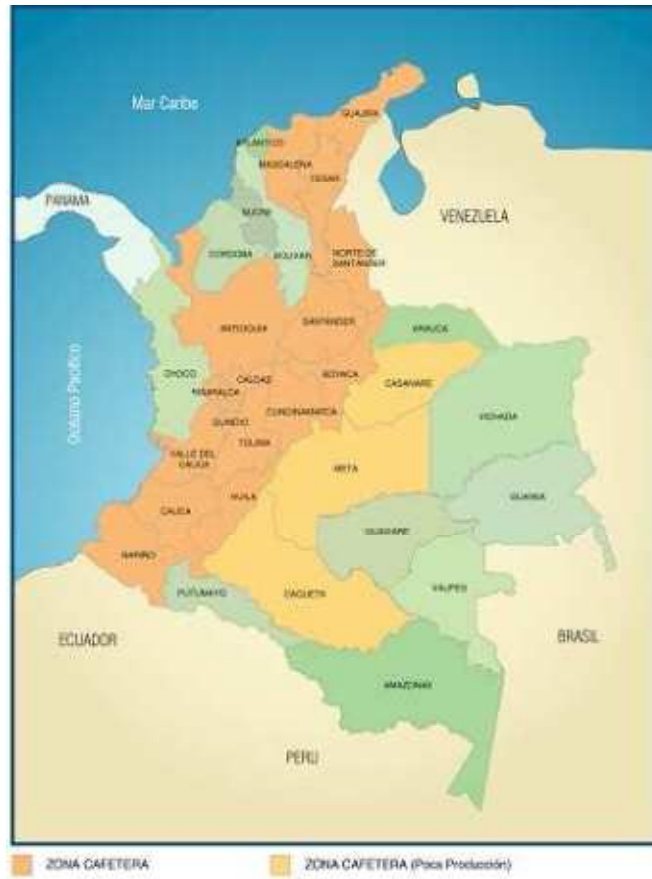 Mar Caribe
GUAJIRA
ATLANTICO
MAGDALENA
CESAR
PANAMA
SUCRE
VENEZUELA
CORDOBA
BOLIVAR
NORTE DE
SANTANDER
ANTIOQUIA
SANTANDER
ARAUCA
Océano Pacífico
CHOCO
CALDAS
BOYACA
CASANARE
RISARALDA
CUNDINAMARCA
VICHADA
QUINDIO
TOLIMA
VALLE DEL
CAUCA
META
HUILA
GUAINIA
CAUCA
GUAVIARE
NARIÑO
PUTUMAYO
CAQUETA
VAUPES
ECUADOR
BRASIL
AMAZONAS
PERU
ZONA CAFETERA
ZONA CAFETERA (Poca Producción)